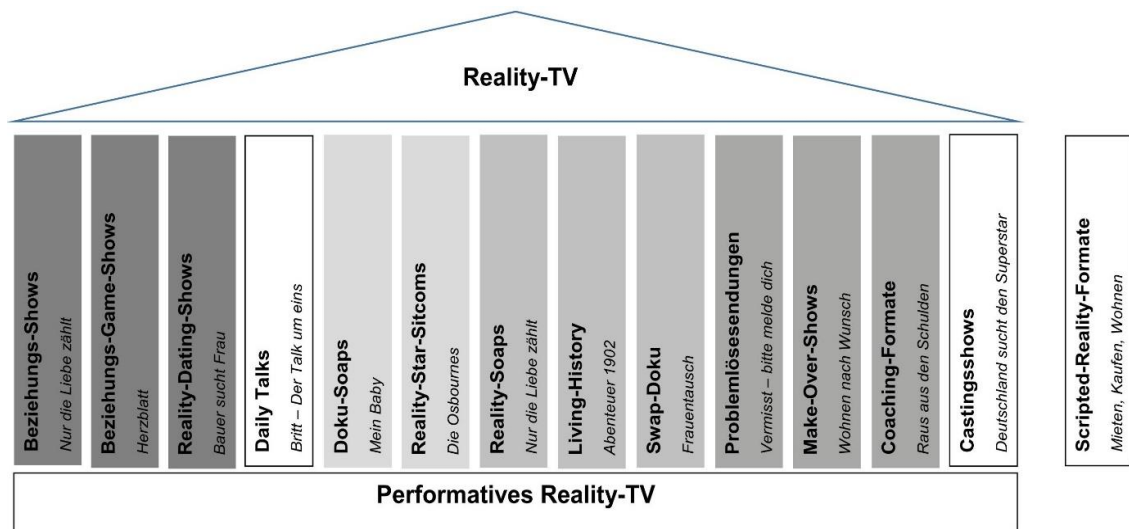 Reality-TV
Beziehungs-Shows
Nur die Liebe zählt
Beziehungs-Game-Shows
Herzblatt
Reality-Dating-Shows
Bauer sucht Frau
Daily Talks
Britt – Der Talk um eins
Doku-Soaps
Mein Baby
Reality-Star-Sitcoms
Die Osbournes
Reality-Soaps
Nur die Liebe zählt
Living-History
Abenteuer 1902
Swap-Doku
Frauentausch
Problemlösesendungen
Vermisst – bitte melde dich
Make-Over-Shows
Wohnen nach Wunsch
Coaching-Formate
Raus aus den Schulden
Castingsshows
Deutschland sucht den Superstar
Scripted-Reality-Formate
Mieten, Kaufen, Wohnen
Performatives Reality-TV